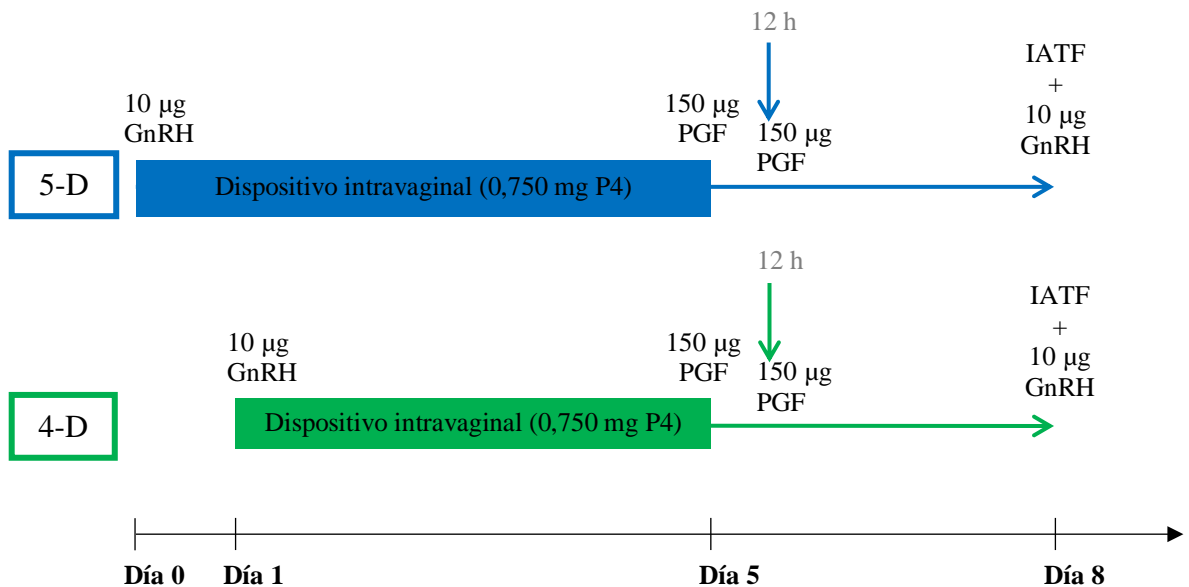 12 h
IATF
+
10 µg
GnRH
10 µg
GnRH
150 µg
PGF
150 µg
PGF
5-D
Dispositivo intravaginal (0,750 mg P4)
12 h
IATF
+
10 µg
GnRH
10 µg
GnRH
150 µg
PGF
150 µg
PGF
4-D
Dispositivo intravaginal (0,750 mg P4)
Día 0
Día 1
Día 5
Día 8